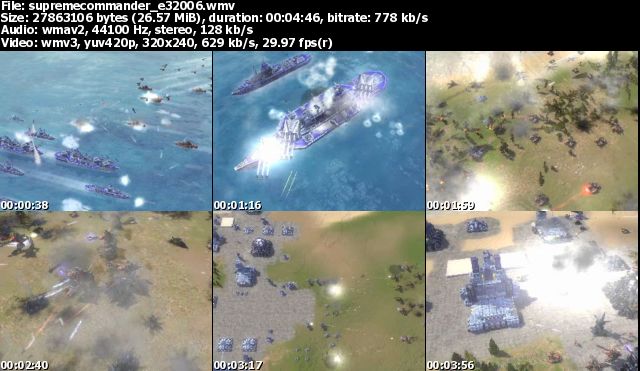 File: supremecommander_e32006.wmv
Size: 27863106 bytes (26.57 MiB), duration: 00:04:46, bitrate: 778 kb/s
Audio: wmav2, 44100 Hz, stereo, 128 kb/s
Video: wmv3, yuv420p, 320x240, 629 kb/s, 29.97 fps(r)
00:00:38
00:01:16
00:01:59
00:02:40
00:03:17
00:03:56